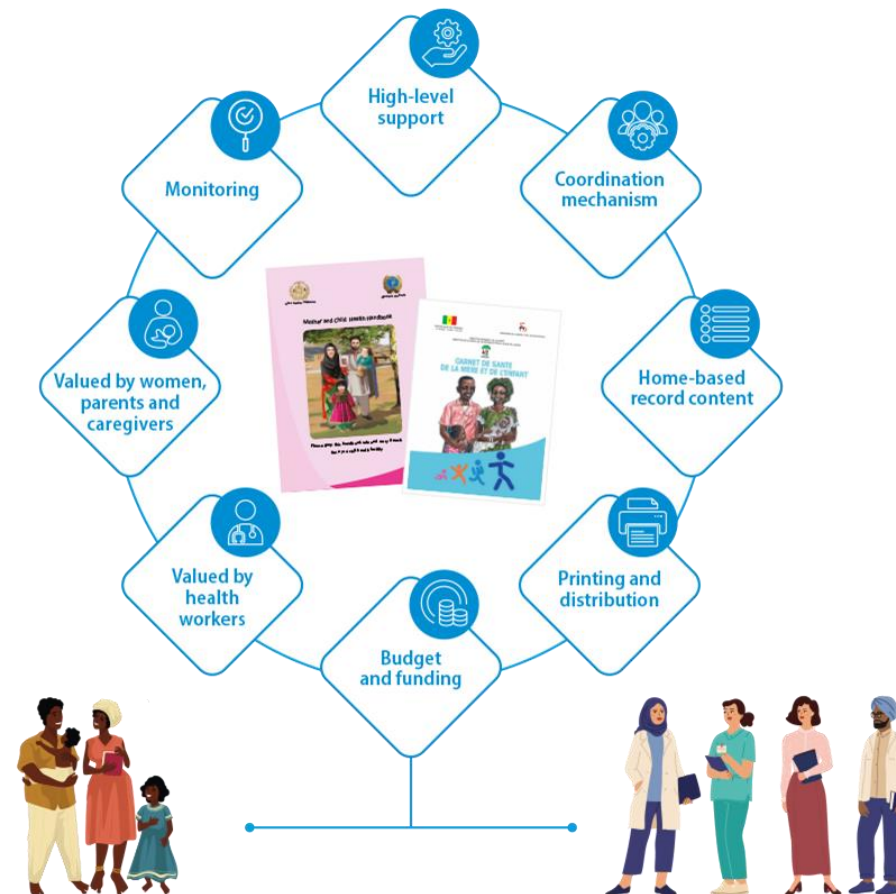 High-level
support
Coordination
mechanism
Home-based
record content
Printing and
distribution
Budget
and funding
Valued by
health
workers
Valued by women,
parents and
caregivers
Monitoring
Mother and Child Health Handbook
CARNET DE SANTE
DE LA MERE ET DE L'ENFANT